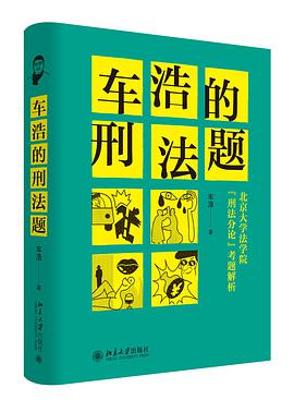 车浩的
刑法题
北京大学法学院
「刑法分论」考题解析
车浩 著
北京大学出版社
车浩的刑法题
车浩 著
北京大学出版社